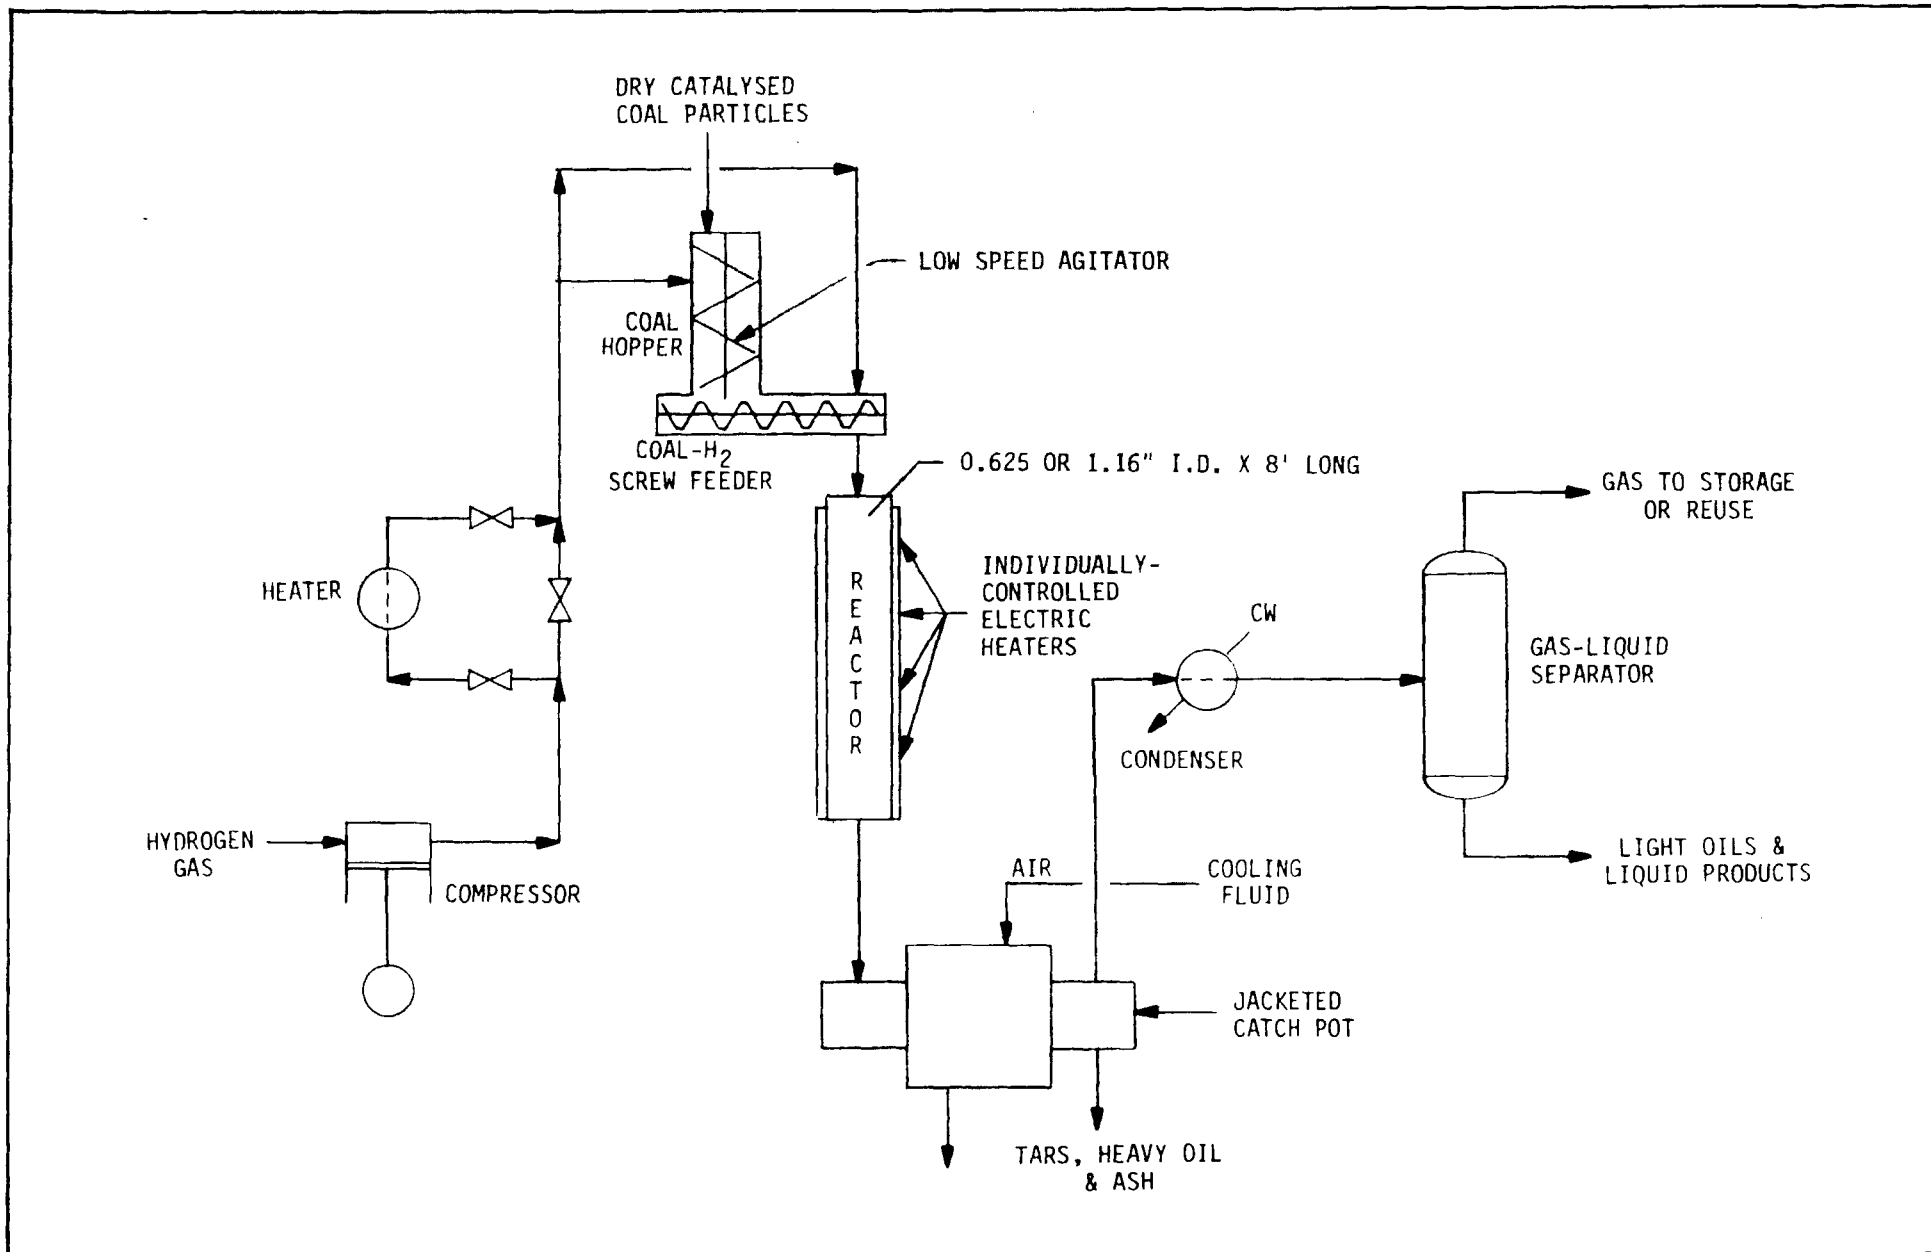 DRY CATALYSED
COAL PARTICLES
LOW SPEED AGITATOR
COAL
HOPPER
COAL-H2
SCREW FEEDER
0.625 OR 1.16" I.D. X 8' LONG
GAS TO STORAGE
OR REUSE
HEATER
REACTOR
INDIVIDUALLY-
CONTROLLED
ELECTRIC
HEATERS
CW
GAS-LIQUID
SEPARATOR
CONDENSER
HYDROGEN
GAS
COMPRESSOR
AIR
COOLING
FLUID
LIGHT OILS &
LIQUID PRODUCTS
JACKETED
CATCH POT
TARS, HEAVY OIL
& ASH